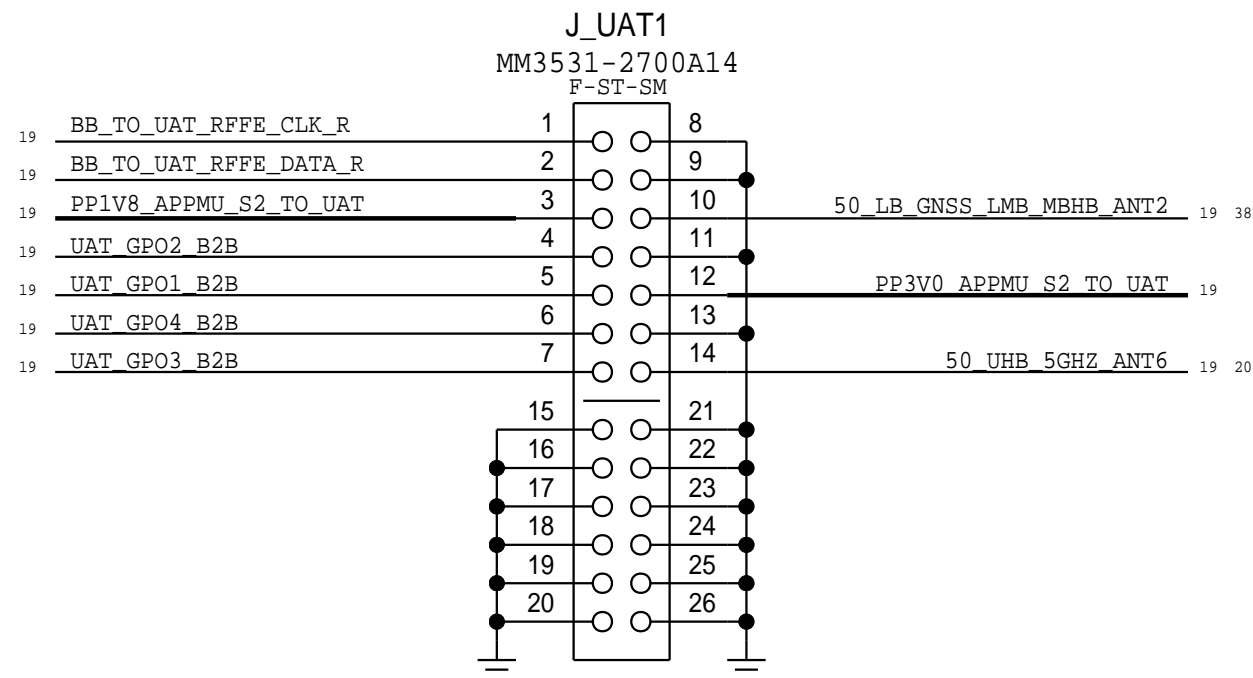 J_UAT1
MM3531-2700A14
F-ST-SM
19 BB_TO_UAT_RFFE_CLK_R 1 8
19 BB_TO_UAT_RFFE_DATA_R 2 9
19 PP1V8_APPMU_S2_TO_UAT 3 10 50_LB_GNSS_LMB_MBHB_ANT2 19 38
19 UAT_GPO2_B2B 4 11
19 UAT_GPO1_B2B 5 12 PP3V0_APPMU_S2_TO_UAT 19
19 UAT_GPO4_B2B 6 13
19 UAT_GPO3_B2B 7 14 50_UHB_5GHZ_ANT6 19 20
15 21
16 22
17 23
18 24
19 25
20 26